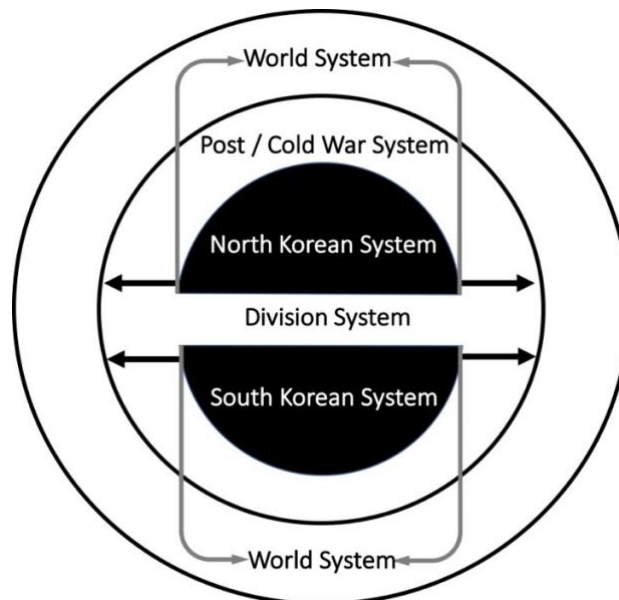 World System
Post / Cold War System
North Korean System
Division System
South Korean System
World System